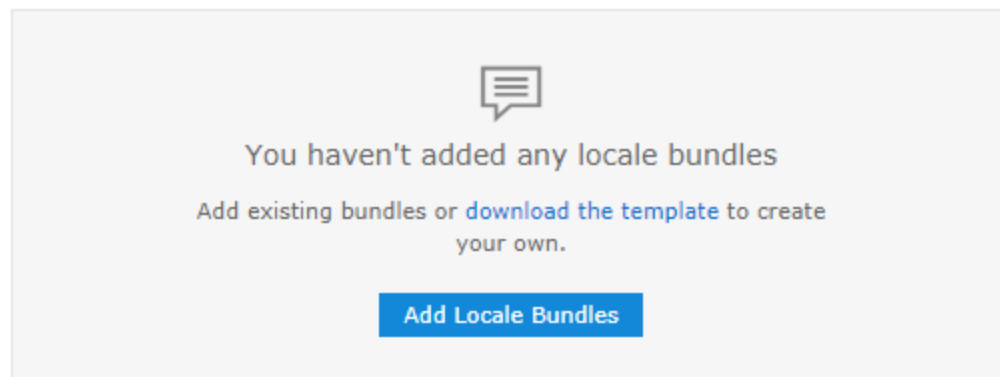 You haven't added any locale bundles
Add existing bundles or download the template to create
your own.
Add Locale Bundles